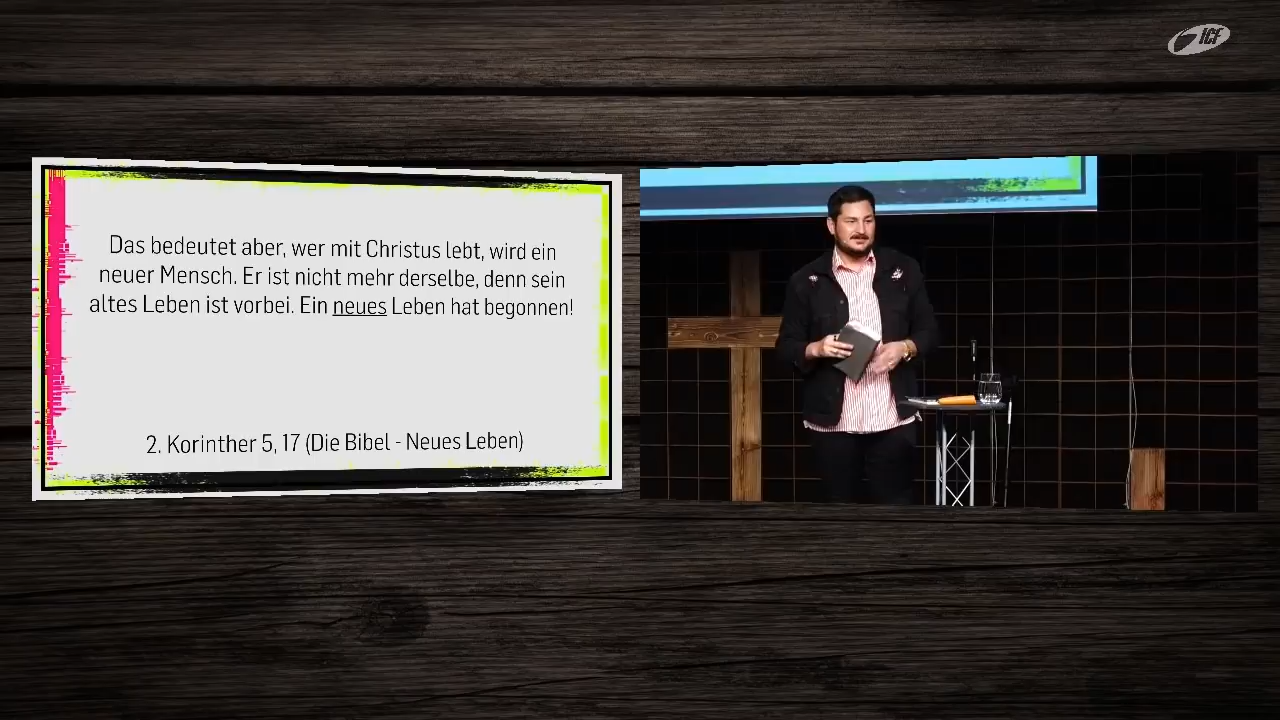 ICF
Das bedeutet aber, wer mit Christus lebt, wird ein
neuer Mensch. Er ist nicht mehr derselbe, denn sein
altes Leben ist vorbei. Ein neues Leben hat begonnen!
2. Korinther 5, 17 (Die Bibel - Neues Leben)